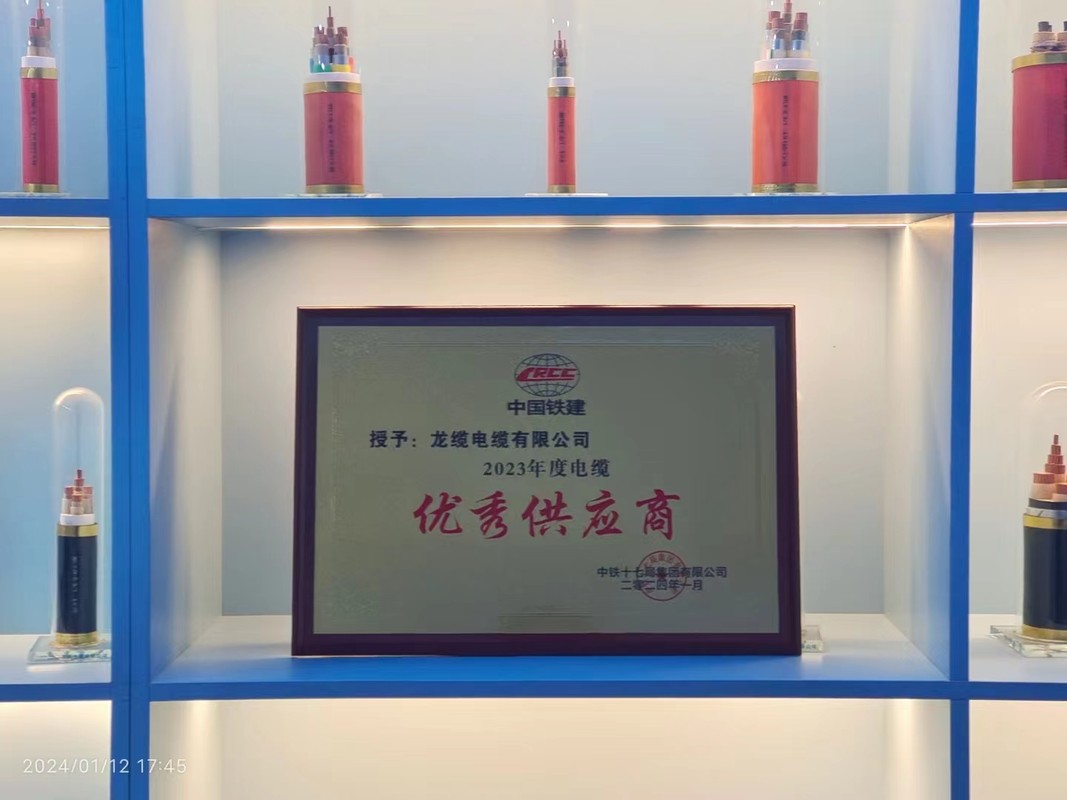 CRCC
中国铁建
授予：龙缆电缆有限公司
2023年度电缆
优秀供应商
中铁十七局集团有限公司
二零二四年一月
2024/01/12 17:45